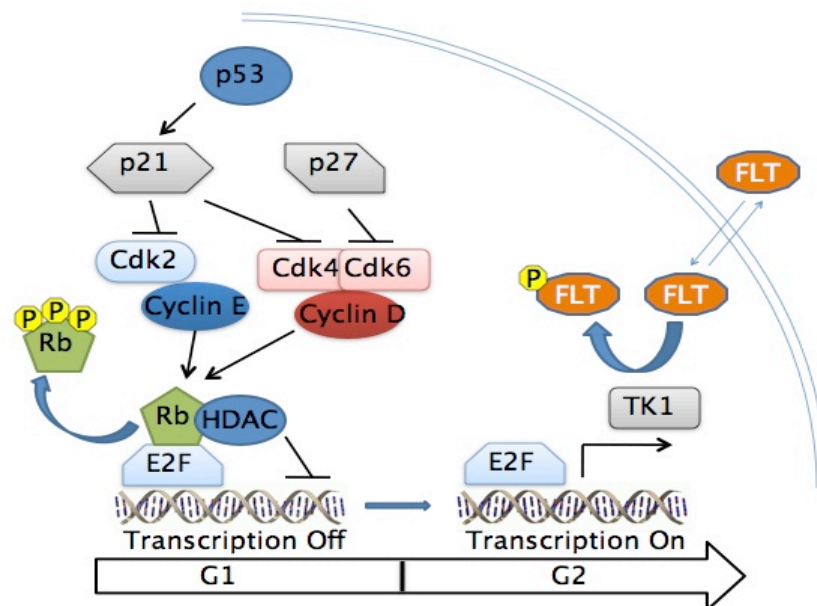 p53
p21
p27
FLT
Cdk2
Cdk4
Cdk6
P
FLT
FLT
Cyclin E
Cyclin D
P
P
P
Rb
TK1
Rb
HDAC
E2F
E2F
Transcription Off
Transcription On
G1
G2